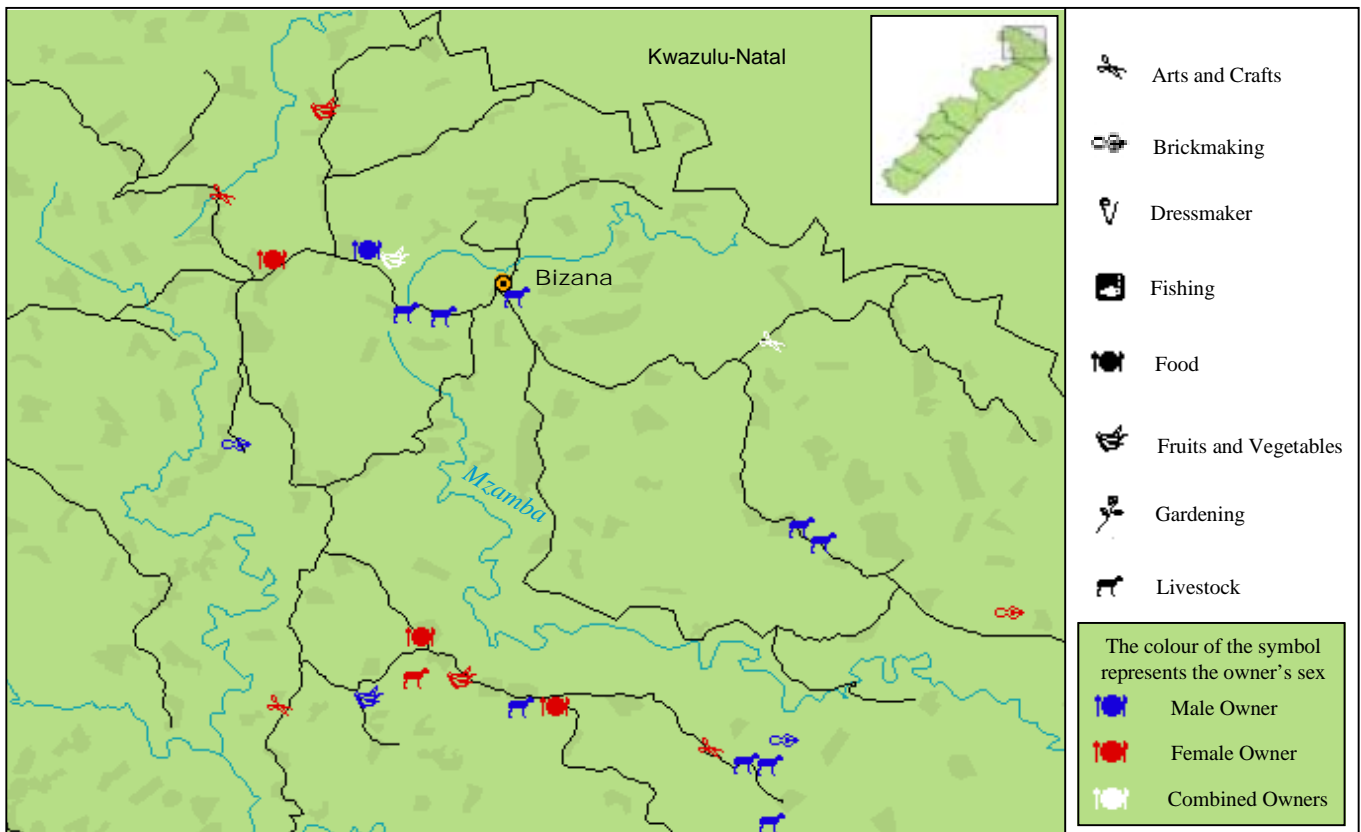 Kwazulu-Natal
Bizana
Mzamba
Arts and Crafts
Brickmaking
Dressmaker
Fishing
Food
Fruits and Vegetables
Gardening
Livestock
The colour of the symbol
represents the owner's sex
Male Owner
Female Owner
Combined Owners